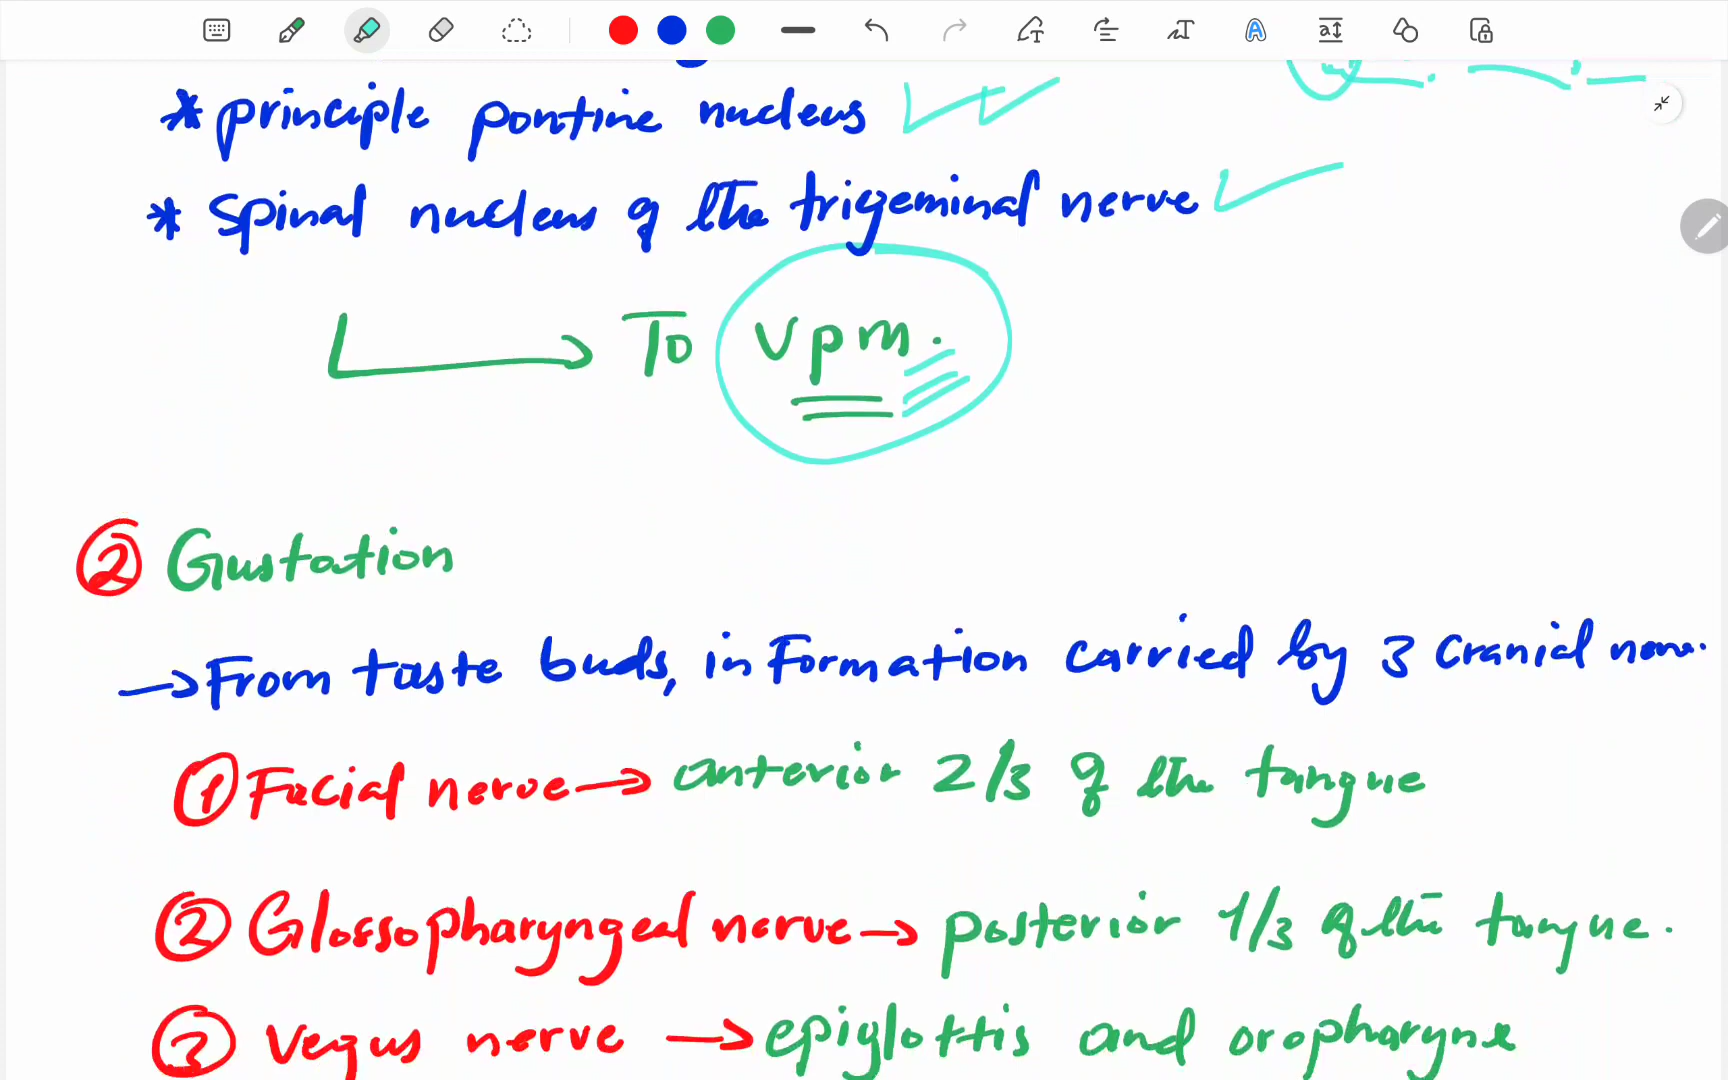 * principle pontine nucleus
* Spinal nucleus of the trigeminal nerve
To Vpm.
② Gustation
→ From taste buds, information carried by 3 cranial
① Facial nerve → anterior 2/3 of the tongue
② Glossopharyngeal nerve → posterior 1/3 of the tongue.
③ Vegus nerve → epiglottis and oropharynx